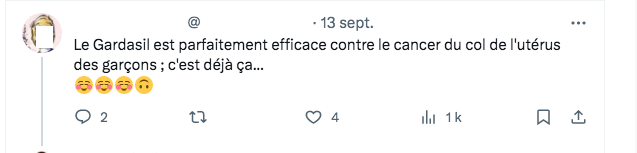 @ · 13 sept.
Le Gardasil est parfaitement efficace contre le cancer du col de l'utérus
des garçons ; c'est déjà ça...
☺️☺️☺️🙃
2 4 1 k